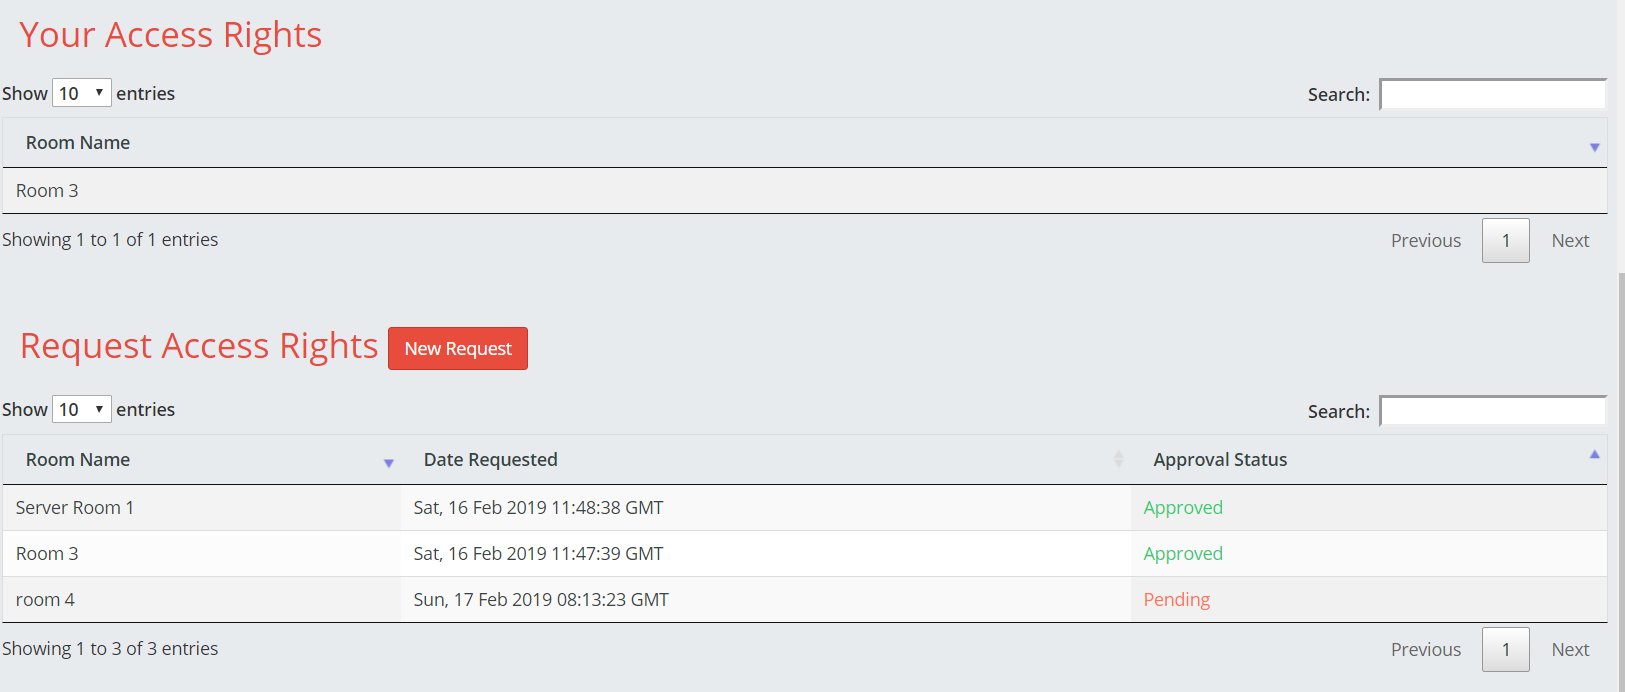 Your Access Rights
Show 10 entries Search:
Room Name
Room 3
Showing 1 to 1 of 1 entries Previous 1 Next
Request Access Rights New Request
Show 10 entries Search:
Room Name Date Requested Approval Status
Server Room 1 Sat, 16 Feb 2019 11:48:38 GMT Approved
Room 3 Sat, 16 Feb 2019 11:47:39 GMT Approved
room 4 Sun, 17 Feb 2019 08:13:23 GMT Pending
Showing 1 to 3 of 3 entries Previous 1 Next